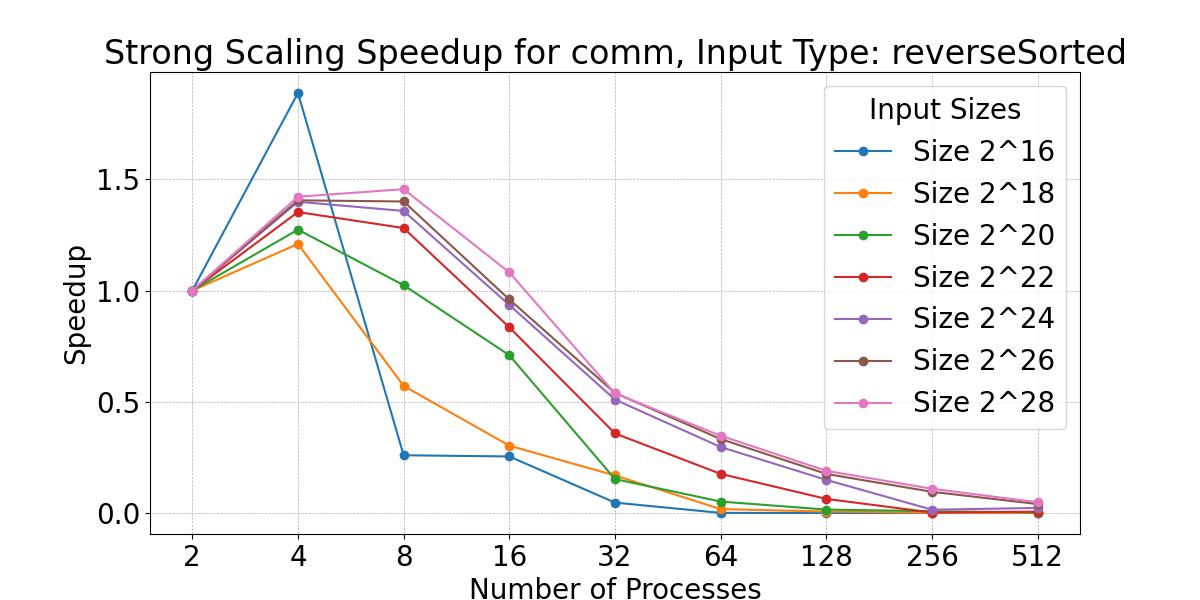 Strong Scaling Speedup for comm, Input Type: reverseSorted
Speedup
1.5
1.0
0.5
0.0
2 4 8 16 32 64 128 256 512
Number of Processes
Input Sizes
Size 2^16
Size 2^18
Size 2^20
Size 2^22
Size 2^24
Size 2^26
Size 2^28